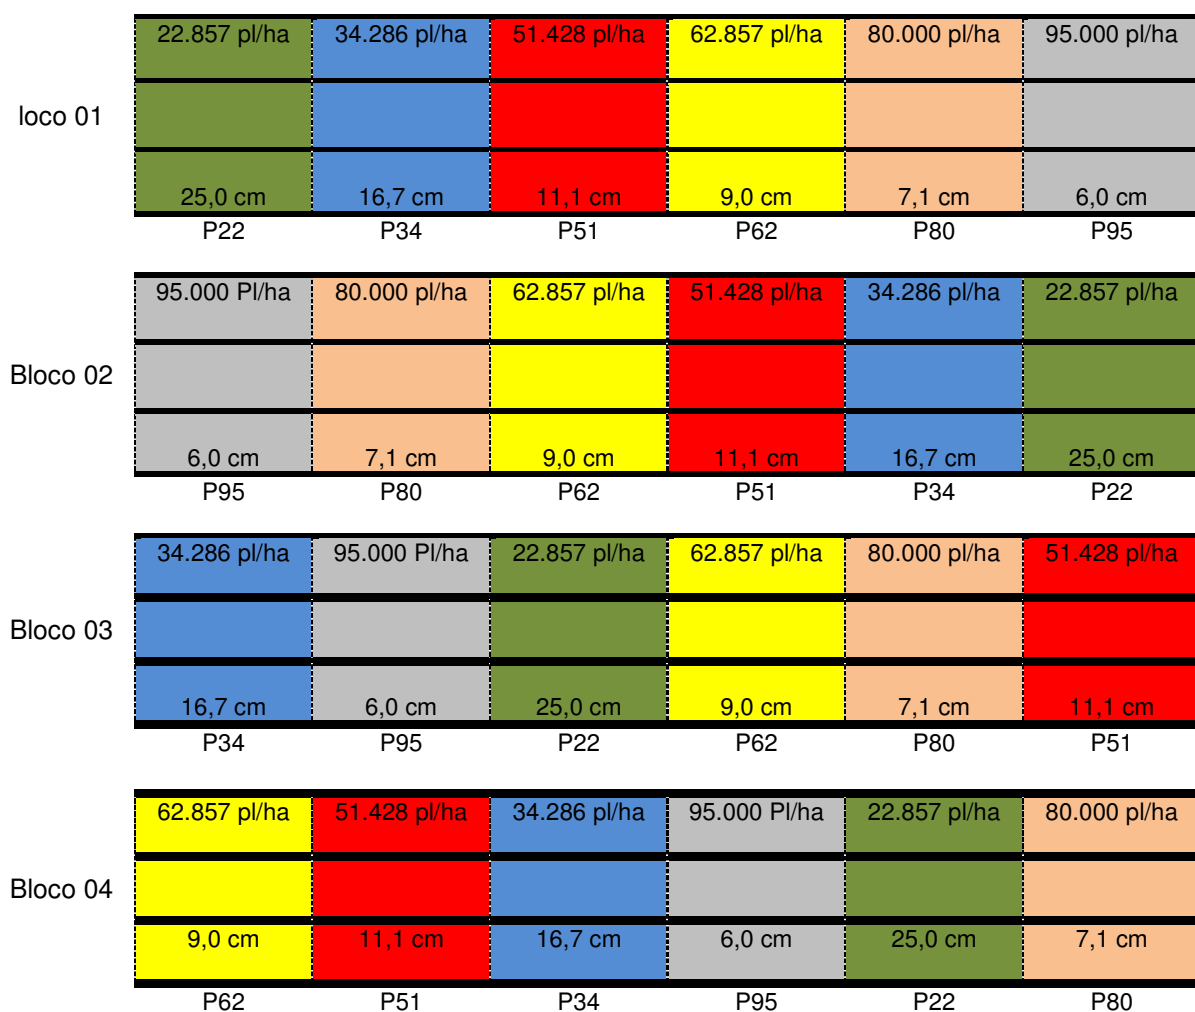 22.857 pl/ha 34.286 pl/ha 51.428 pl/ha 62.857 pl/ha 80.000 pl/ha 95.000 pl/ha
loco 01
25,0 cm 16,7 cm 11,1 cm 9,0 cm 7,1 cm 6,0 cm
P22 P34 P51 P62 P80 P95
95.000 Pl/ha 80.000 pl/ha 62.857 pl/ha 51.428 pl/ha 34.286 pl/ha 22.857 pl/ha
Bloco 02
6,0 cm 7,1 cm 9,0 cm 11,1 cm 16,7 cm 25,0 cm
P95 P80 P62 P51 P34 P22
34.286 pl/ha 95.000 Pl/ha 22.857 pl/ha 62.857 pl/ha 80.000 pl/ha 51.428 pl/ha
Bloco 03
16,7 cm 6,0 cm 25,0 cm 9,0 cm 7,1 cm 11,1 cm
P34 P95 P22 P62 P80 P51
62.857 pl/ha 51.428 pl/ha 34.286 pl/ha 95.000 Pl/ha 22.857 pl/ha 80.000 pl/ha
Bloco 04
9,0 cm 11,1 cm 16,7 cm 6,0 cm 25,0 cm 7,1 cm
P62 P51 P34 P95 P22 P80